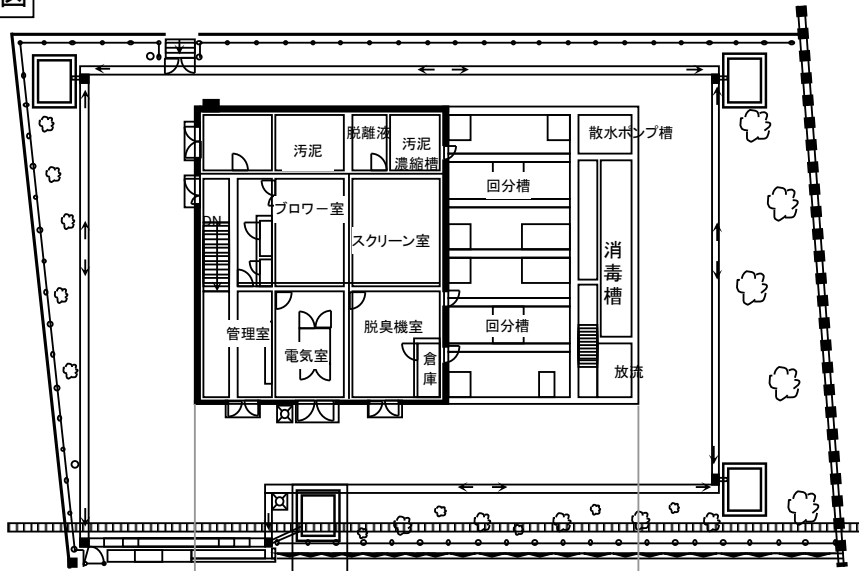 図
脱離液
汚泥
汚泥
濃縮槽
散水ポンプ槽
回分槽
DN
ブロワー室
スクリーン室
消毒槽
管理室
電気室
脱臭機室
倉庫
回分槽
放流